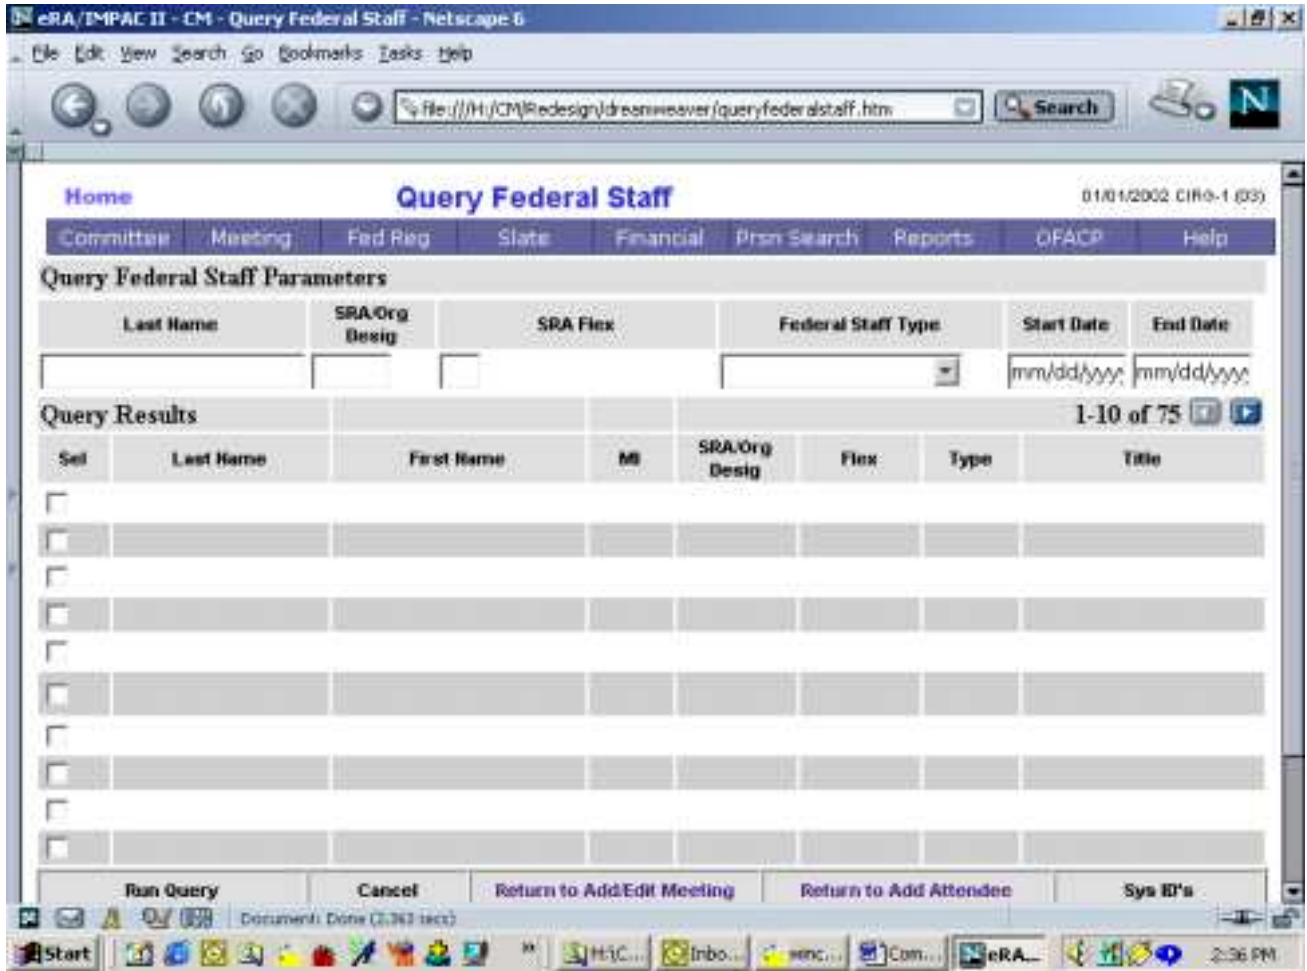 eRA/IMPAC II - CM - Query Federal Staff - Netscape 6
File Edit View Search Go Bookmarks Tasks Help
file:///H:/CM/Redesign/dreamweaver/queryfederalstaff.htm Search N
Home Query Federal Staff 01/01/2002 CIRG-1 (03)
Committee Meeting Fed Reg Slate Financial Prsn Search Reports OFACP Help
Query Federal Staff Parameters
Last Name SRA/Org Desig SRA Flex Federal Staff Type Start Date End Date
mm/dd/yyy mm/dd/yyy
Query Results 1-10 of 75
Sel Last Name First Name MI SRA/Org Desig Flex Type Title
Run Query Cancel Return to Add/Edit Meeting Return to Add Attendee Sys ID's
Document: Done (2.363 secs)
Start H:\C... Inbo... Com... eRA... 2:36 PM